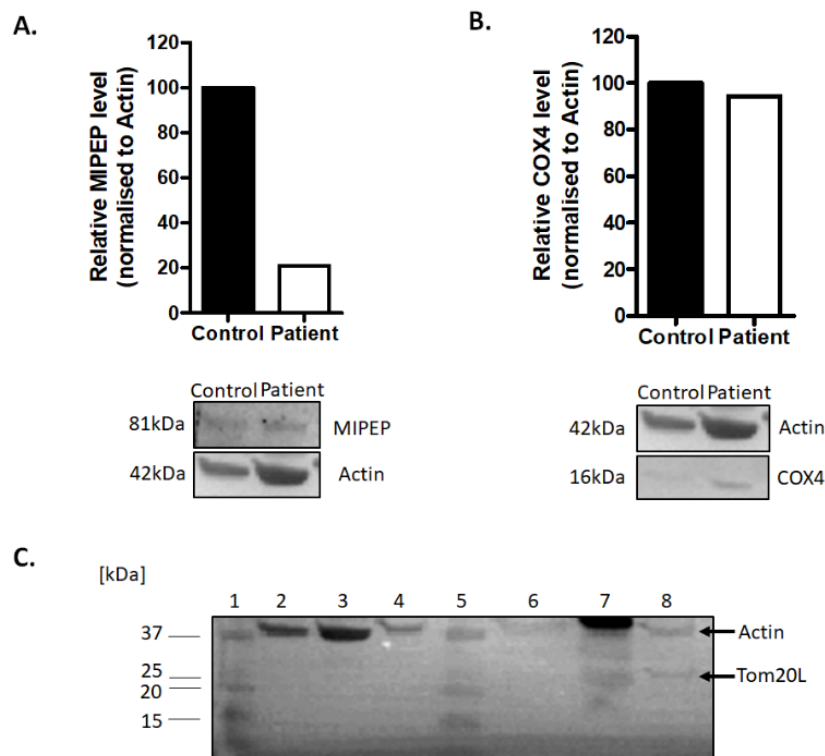 A.
120
100
80
60
40
20
0
Relative MIPEP level
(normalised to Actin)
Control Patient
Control Patient
81kDa
MIPEP
42kDa
Actin
B.
120
100
80
60
40
20
0
Relative COX4 level
(normalised to Actin)
Control Patient
Control Patient
42kDa
Actin
16kDa
COX4
C.
[kDa]
1 2 3 4 5 6 7 8
37
Actin
25
Tom20L
20
15